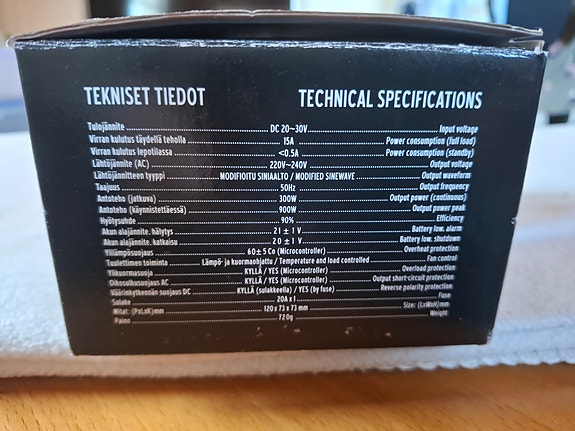 TEKNISET TIEDOT TECHNICAL SPECIFICATIONS
Tulojännite DC 20~30V Input voltage
Virran kulutus täydellä teholla 15A Power consumption (full load)
Virran kulutus lepotilassa <0.5A Power consumption (standby)
Lähtöjännite (AC) 220V~240V Output voltage
Lähtöjännitteen tyyppi MODIFIOITU SINIAALTO / MODIFIED SINEWAVE Output waveform
Taajuus 50Hz Output frequency
Antoteho (jatkuva) 300W Output power (continuous)
Antoteho (käynnistettäessä) 900W Output power peak
Hyötysuhde 90% Efficiency
Akun alajännite. hälytys 21 ± 1 V Battery low. alarm
Akun alajännite. katkaisu 20 ± 1 V Battery low. shutdown
Ylilämpösuojaus 60± 5 Co (Microcontroller) Overheat protection
Tuulettimen toiminta Lämpö- ja kuormaohjattu / Temperature and load controlled Fan control
Ylikuormasuoja KYLLÄ / YES (Microcontroller) Overload protection
Oikosulkusuojaus AC KYLLÄ / YES (Microcontroller) Output short-circuit protection
Väärinkytkennän suojaus DC KYLLÄ (sulakkeella) / YES (by fuse) Reverse polarity protection
Sulake 20A x 1 Fuse
Mitat: (PxLxK)mm 120 x 73 x 73 mm Size: (LxWxH)mm
Paino 720g Weight